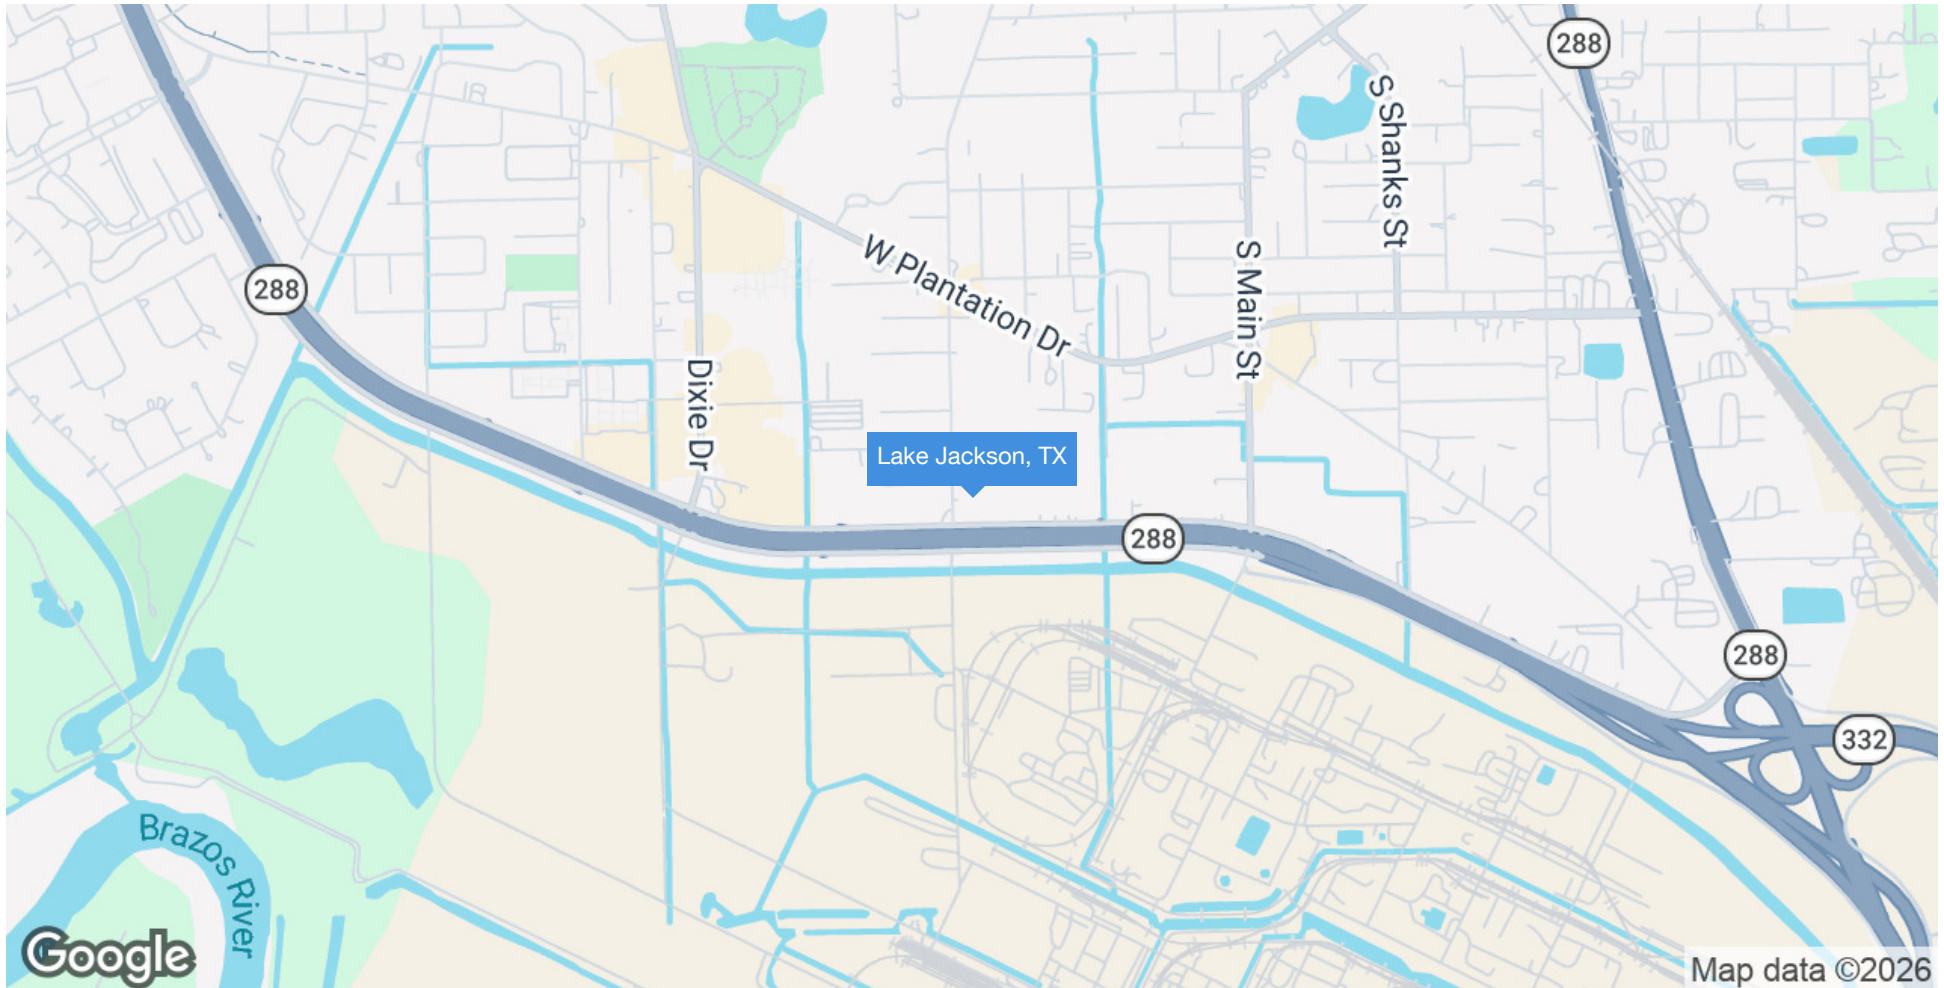 288
S Shanks St
W Plantation Dr
S Main St
288
Dixie Dr
Lake Jackson, TX
288
288
332
Brazos River
Google
Map data ©2026